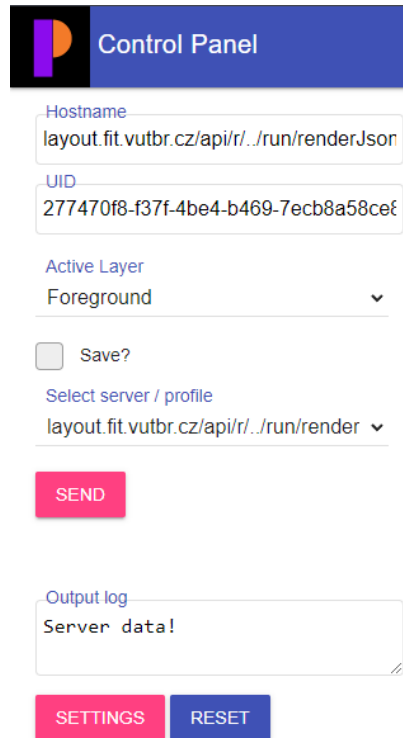 Control Panel
Hostname
layout.fit.vutbr.cz/api/r/../run/renderJson
UID
277470f8-f37f-4be4-b469-7ecb8a58ce8
Active Layer
Foreground
Save?
Select server / profile
layout.fit.vutbr.cz/api/r/../run/render
SEND
Output log
Server data!
SETTINGS RESET